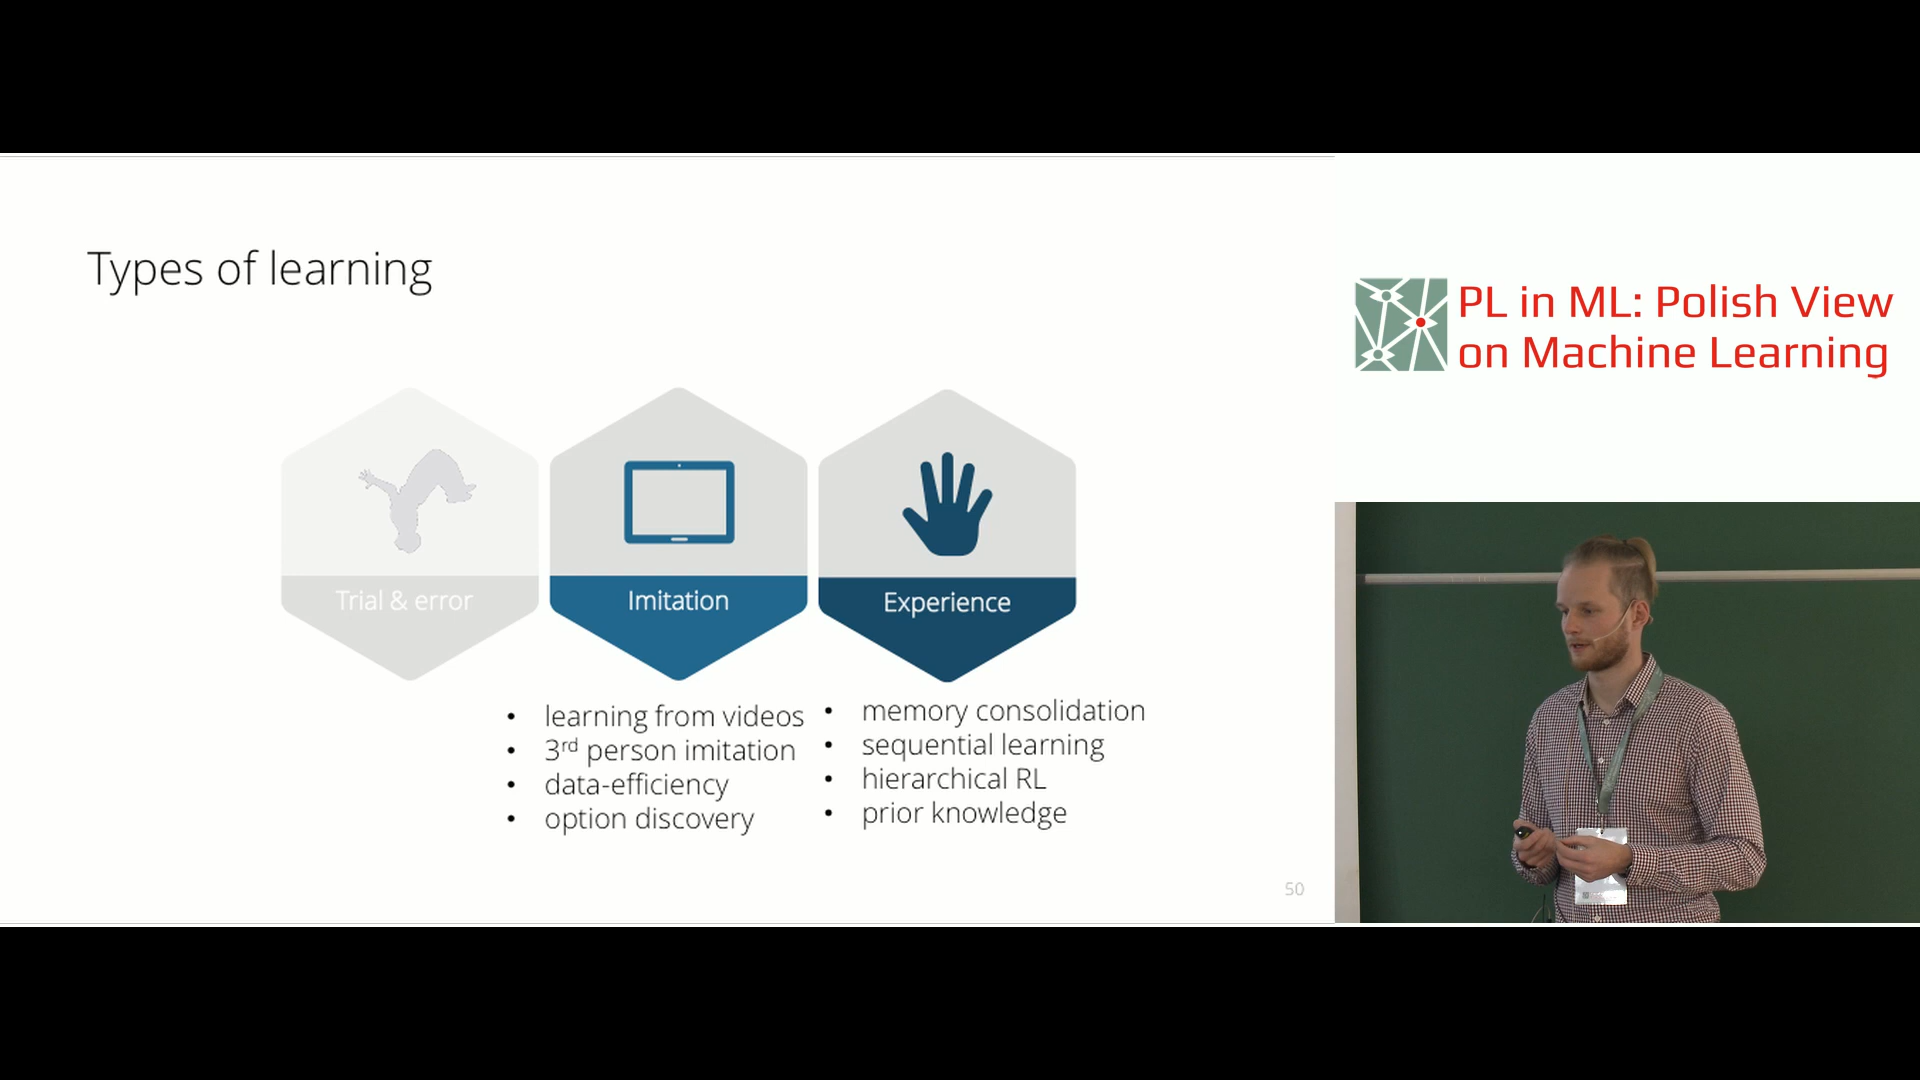 Types of learning
Trial & error
Imitation
Experience
• learning from videos
• 3rd person imitation
• data-efficiency
• option discovery
• memory consolidation
• sequential learning
• hierarchical RL
• prior knowledge
50
PL in ML: Polish View
on Machine Learning